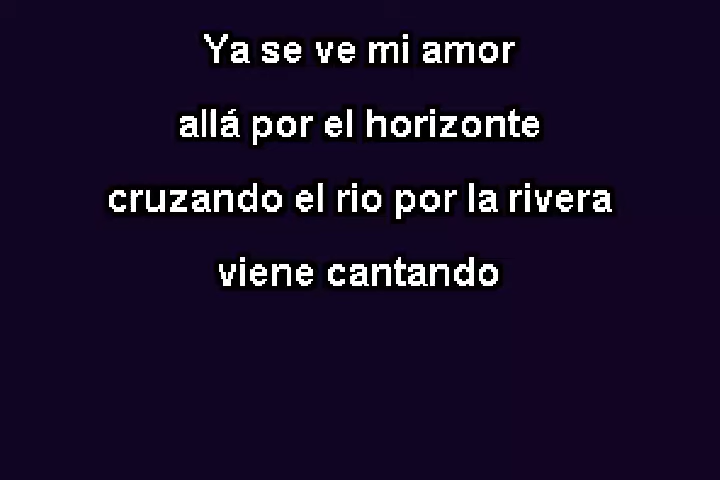 Ya se ve mi amor
allá por el horizonte
cruzando el rio por la rivera
viene cantando